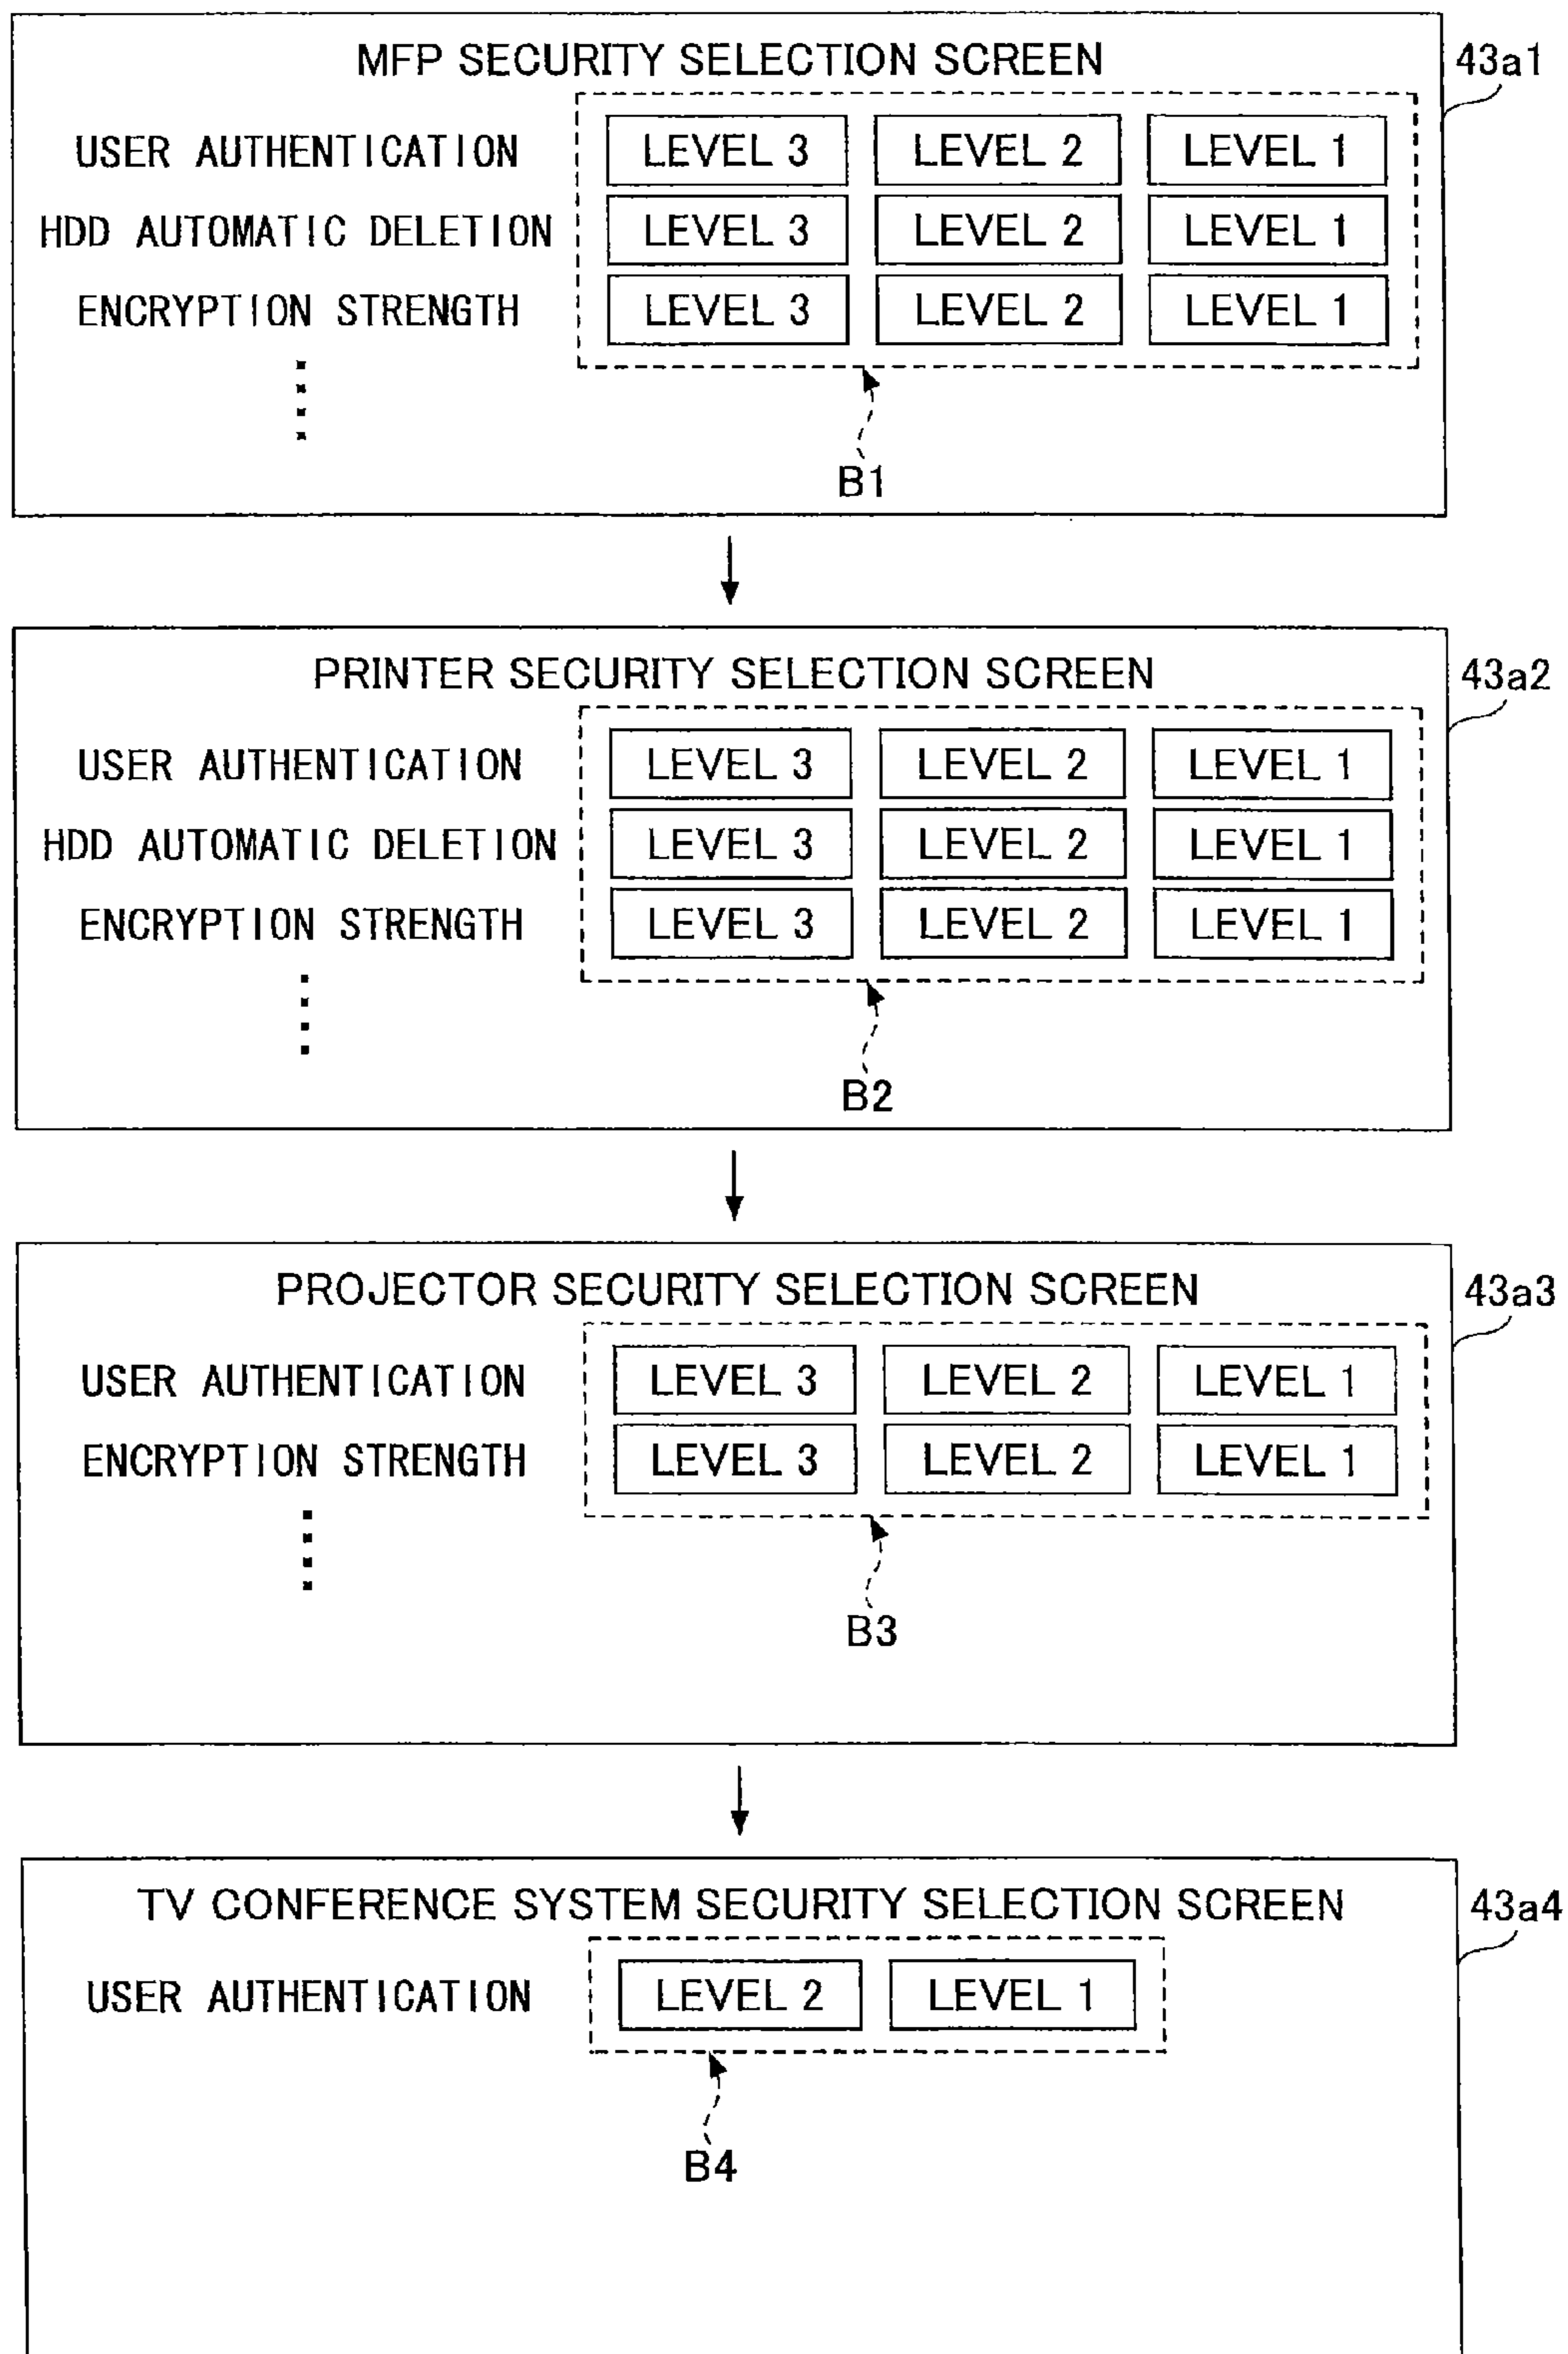 MFP SECURITY SELECTION SCREEN
43a1
USER AUTHENTICATION LEVEL 3 LEVEL 2 LEVEL 1
HDD AUTOMATIC DELETION LEVEL 3 LEVEL 2 LEVEL 1
ENCRYPTION STRENGTH LEVEL 3 LEVEL 2 LEVEL 1
B1
PRINTER SECURITY SELECTION SCREEN
43a2
USER AUTHENTICATION LEVEL 3 LEVEL 2 LEVEL 1
HDD AUTOMATIC DELETION LEVEL 3 LEVEL 2 LEVEL 1
ENCRYPTION STRENGTH LEVEL 3 LEVEL 2 LEVEL 1
B2
PROJECTOR SECURITY SELECTION SCREEN
43a3
USER AUTHENTICATION LEVEL 3 LEVEL 2 LEVEL 1
ENCRYPTION STRENGTH LEVEL 3 LEVEL 2 LEVEL 1
B3
TV CONFERENCE SYSTEM SECURITY SELECTION SCREEN
43a4
USER AUTHENTICATION LEVEL 2 LEVEL 1
B4